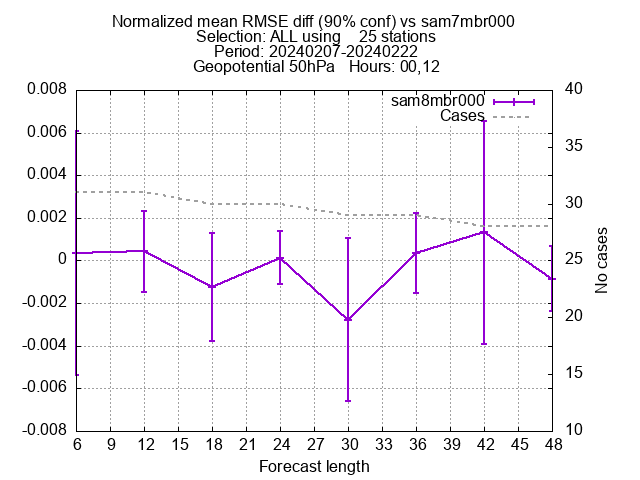 Normalized mean RMSE diff (90% conf) vs sam7mbr000
Selection: ALL using    25 stations
Period: 20240207-20240222
Geopotential 50hPa   Hours: 00,12
0.008
0.006
0.004
0.002
0
-0.002
-0.004
-0.006
-0.008
sam8mbr000
Cases
40
35
30
25
20
15
10
No cases
6 9 12 15 18 21 24 27 30 33 36 39 42 45 48
Forecast length